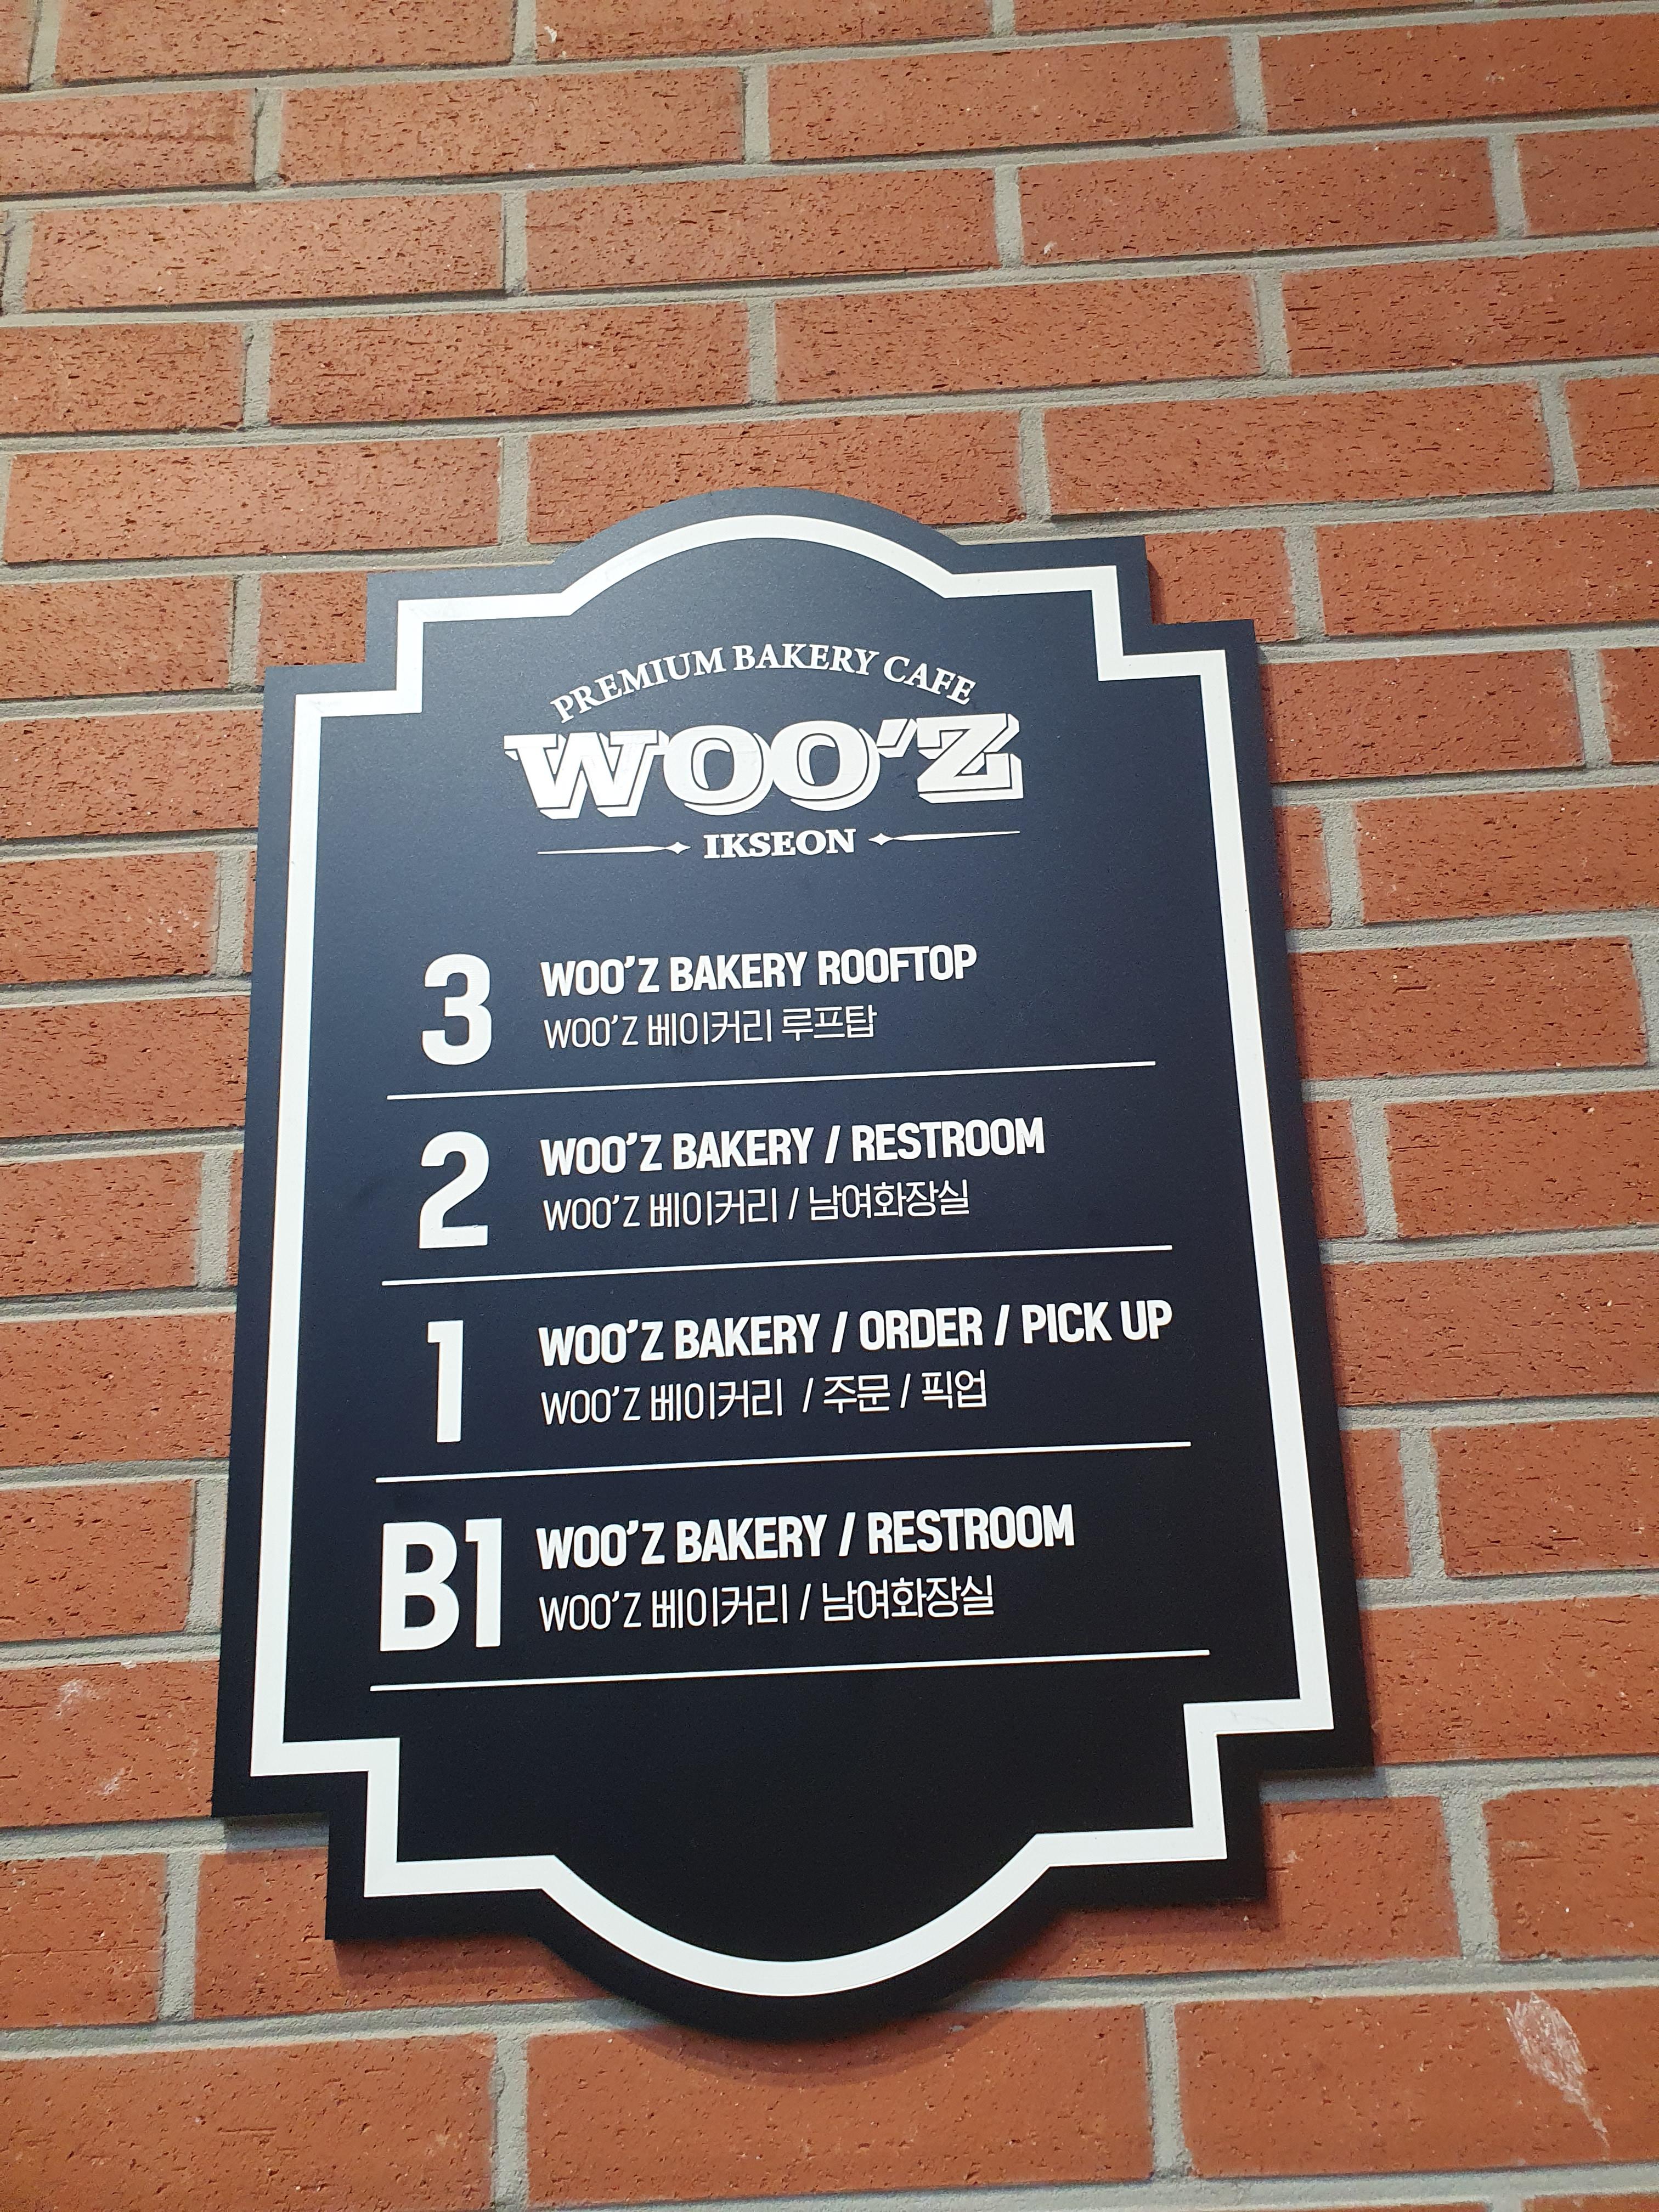 PREMIUM BAKERY CAFE
WOO'Z
IKSEON
3
WOO'Z BAKERY ROOFTOP
WOO'Z 베이커리 루프탑
2
WOO'Z BAKERY / RESTROOM
WOO'Z 베이커리 / 남여화장실
1
WOO'Z BAKERY / ORDER / PICK UP
WOO'Z 베이커리 / 주문 / 픽업
B1
WOO'Z BAKERY / RESTROOM
WOO'Z 베이커리 / 남여화장실